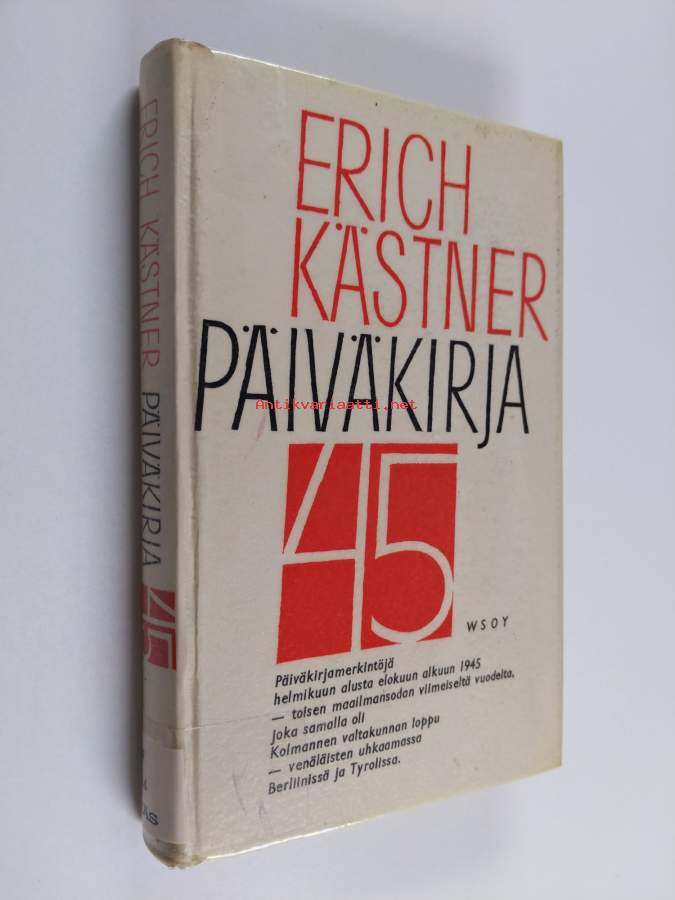 ERICH
KÄSTNER
PÄIVÄKIRJA
45
WSOY
Päiväkirjamerkintöjä
helmikuun alusta elokuun alkuun 1945
— toisen maailmansodan viimeiseltä vuodelta,
joka samalla oli
Kolmannen valtakunnan loppu
— venäläisten uhkaamassa
Berliinissä ja Tyrolissa.
ERICH KÄSTNER PÄIVÄKIRJA 45
Antikvariaatti.net